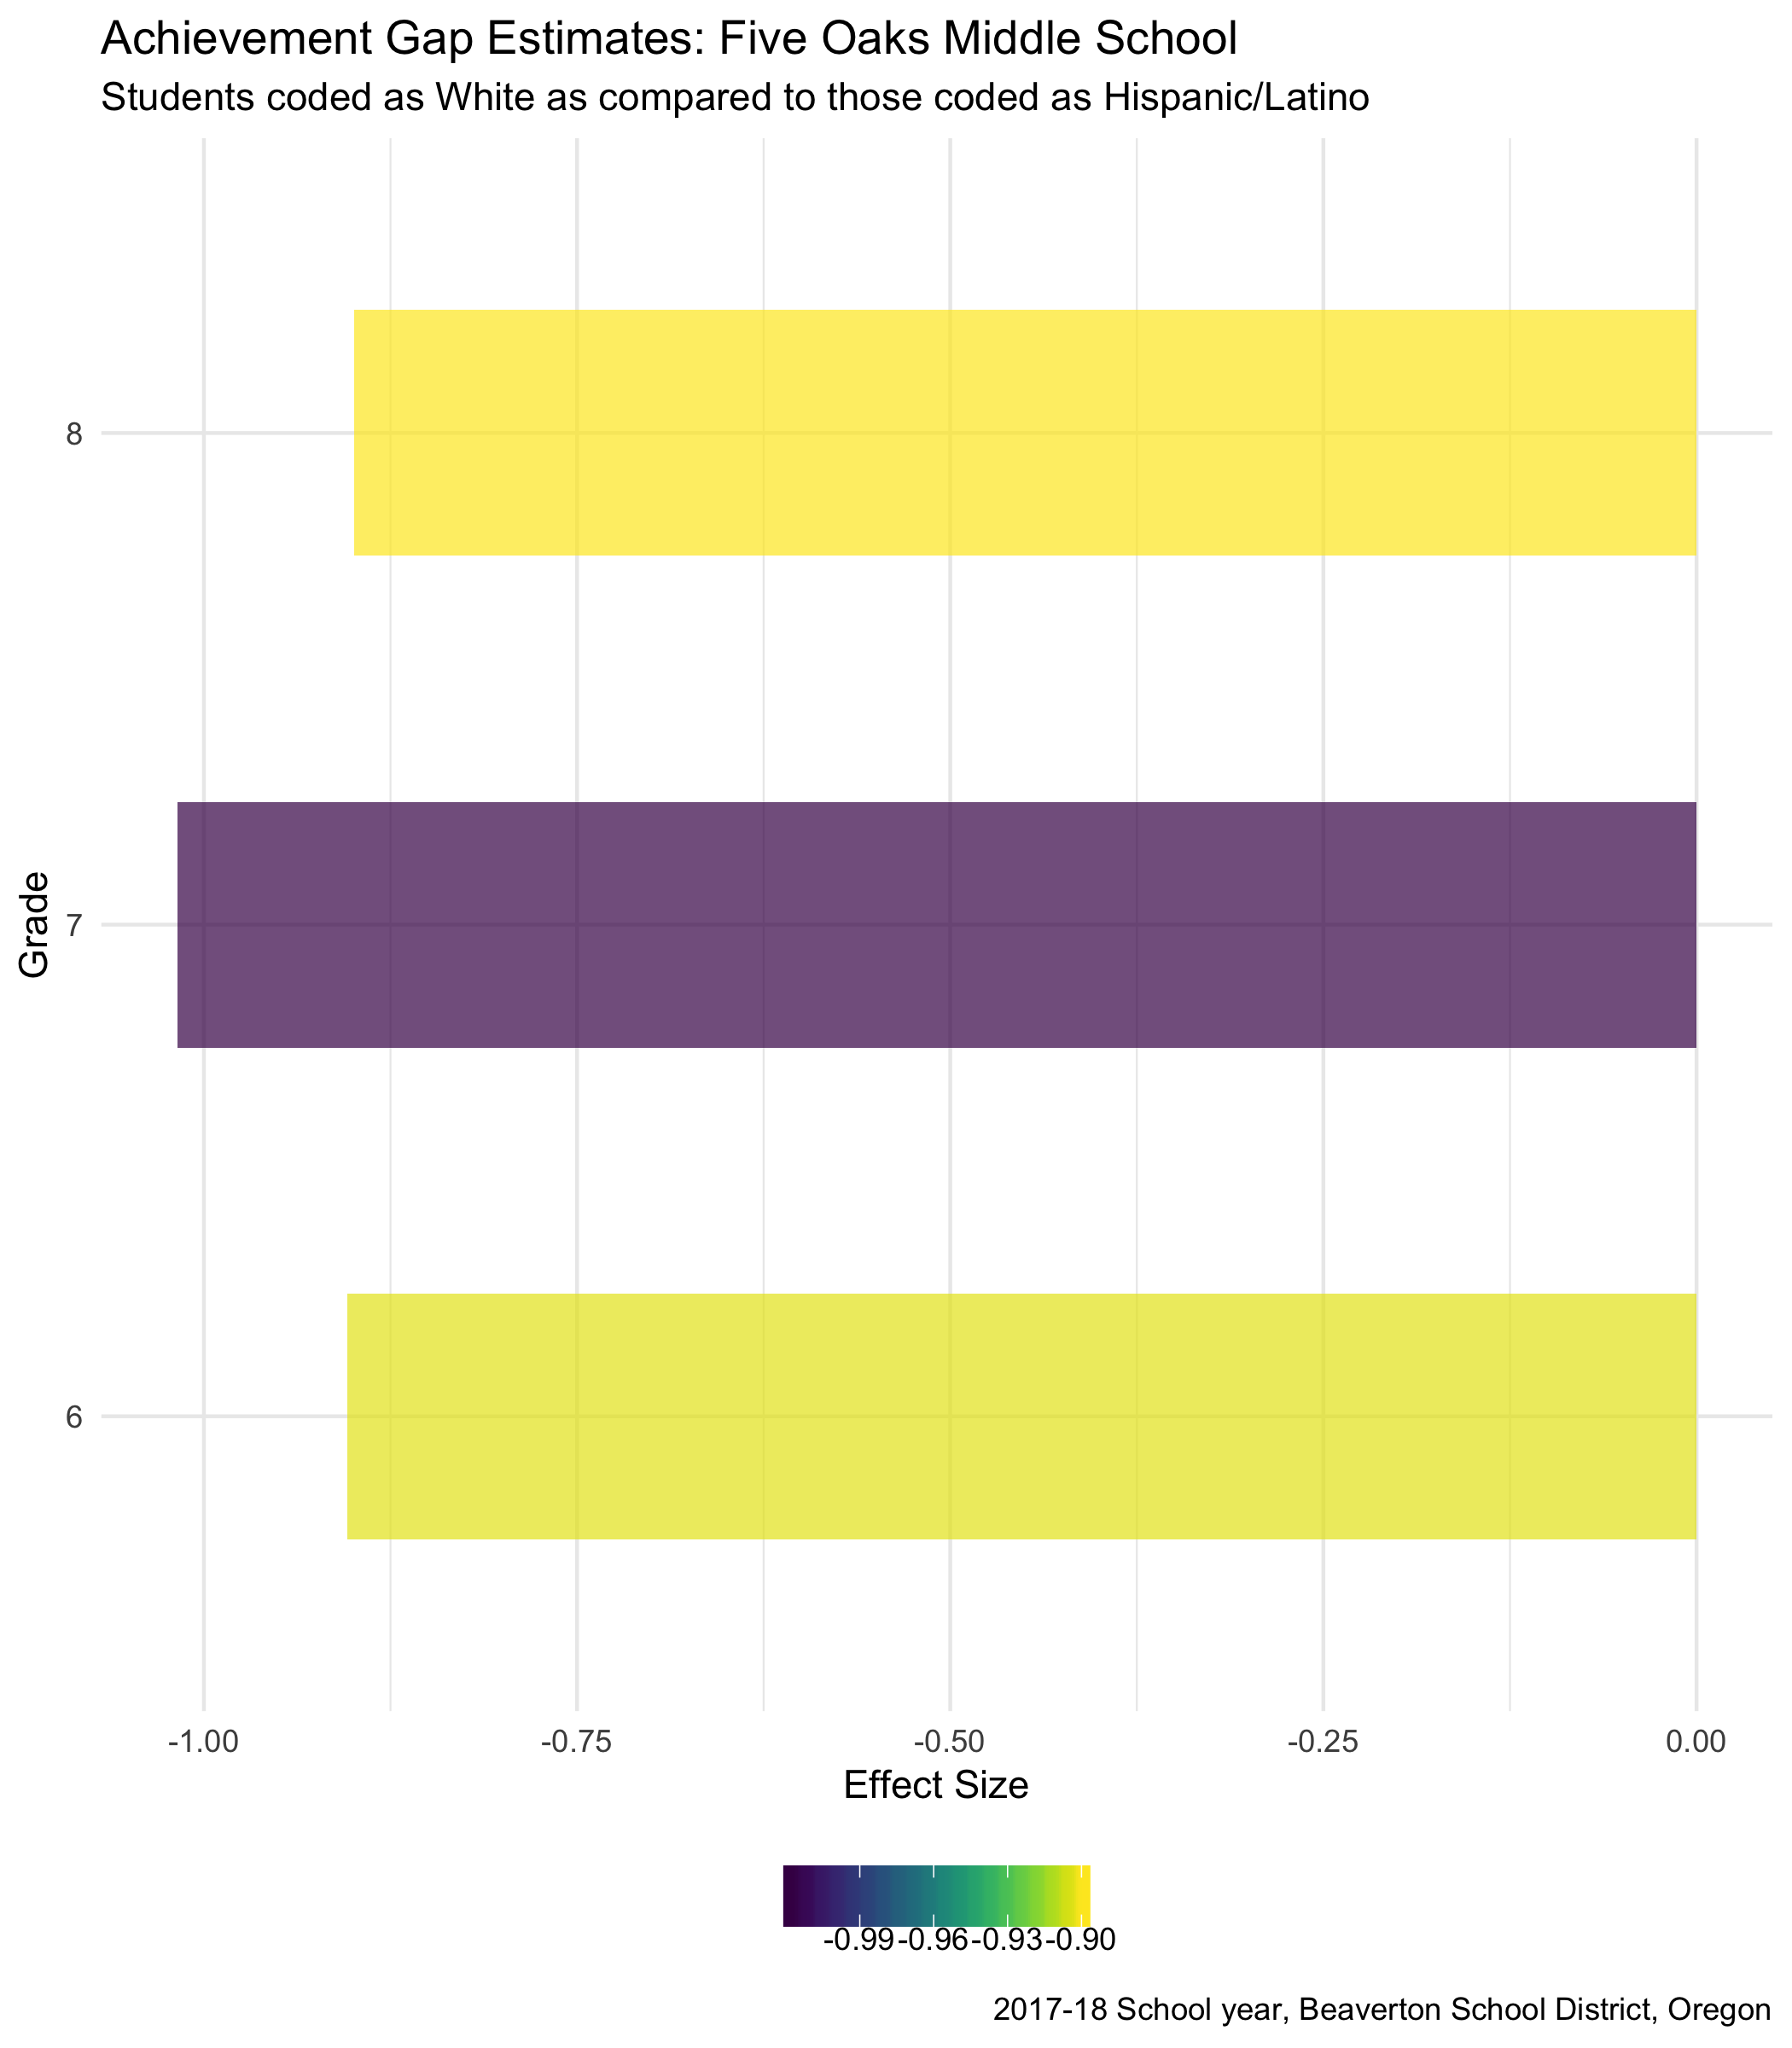 Achievement Gap Estimates: Five Oaks Middle School
Students coded as White as compared to those coded as Hispanic/Latino
8
7
6
Grade
-1.00 -0.75 -0.50 -0.25 0.00
Effect Size
-0.99 -0.96 -0.93 -0.90
2017-18 School year, Beaverton School District, Oregon